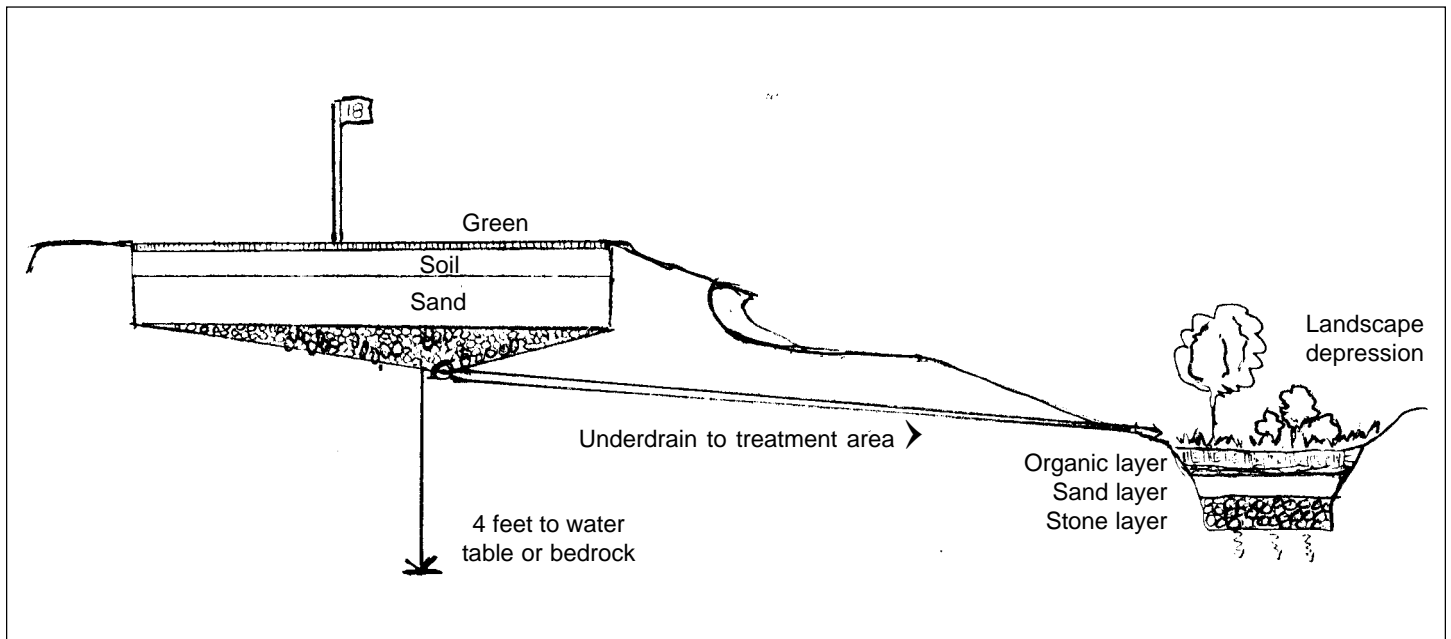 18
Green
Soil
Sand
Landscape
depression
Underdrain to treatment area
Organic layer
Sand layer
Stone layer
4 feet to water
table or bedrock